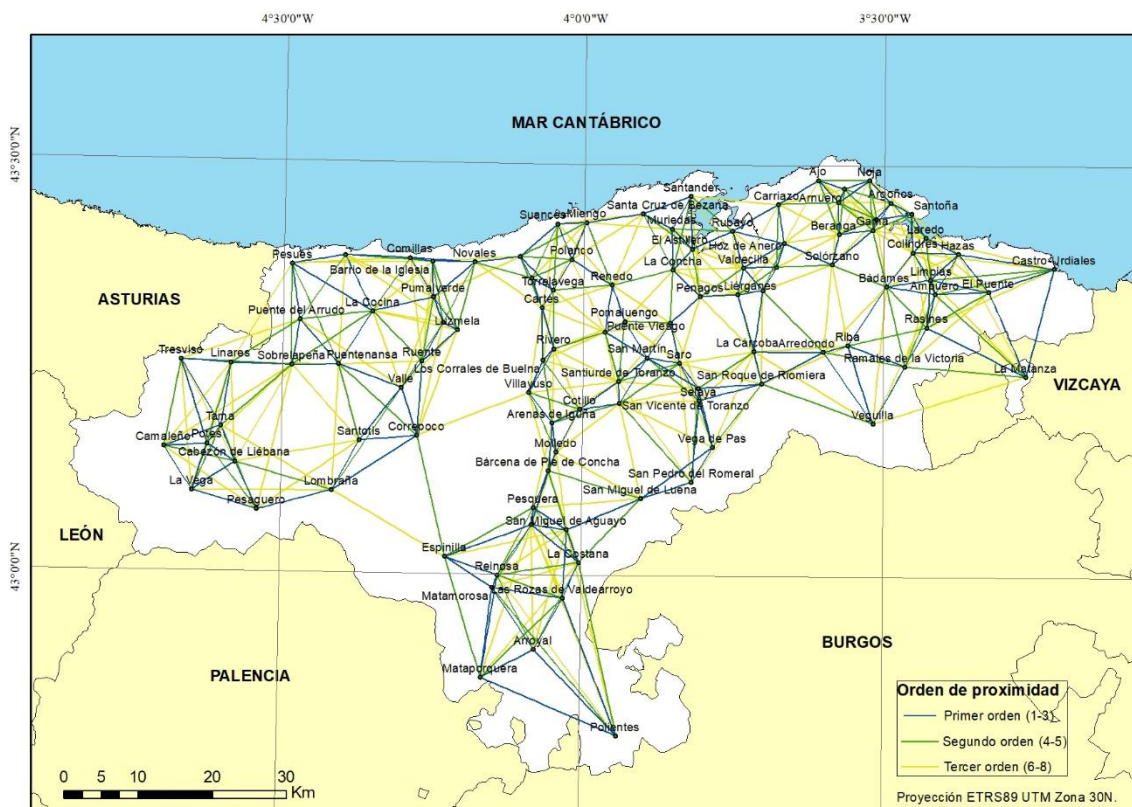 4°30'0"W
4°0'0"W
3°30'0"W
43°30'0"N
43°0'0"N
MAR CANTÁBRICO
ASTURIAS
LEÓN
PALENCIA
BURGOS
VIZCAYA
Ajo
Noja
Santander
Carriazo
Arnuero
Argoños
Santa Cruz de Bezana
Santoña
Suances
Miengo
Muriedas
Rubayo
Beranga
Gama
Laredo
El Astillero
Hoz de Anero
Colindres
Hazas
Pesués
Comillas
Novales
Polanco
Barrio de la Iglesia
La Concha
Valdecilla
Solórzano
Castro-Urdiales
Torrelavega
Renedo
Limpias
Pumalverde
Penagos
Liérganes
Bádames
Ampuero
El Puente
La Cocina
Cartes
Puente del Arrudo
Luzmela
Pomaluengo
Puente Viesgo
Rasines
Tresviso
Linares
Sobrelapeña
Puentenansa
Ruente
Rivero
San Martín
Saro
La Cárcoba
Arredondo
Riba
Ramales de la Victoria
Los Corrales de Buelna
Santiurde de Toranzo
La Matanza
Valle
Villayuso
San Roque de Riomiera
Selaya
Cotillo
San Vicente de Toranzo
Arenas de Iguña
Veguilla
Tama
Camaleño
Potes
Santotís
Correpoco
Cabezón de Liébana
Molledo
Vega de Pas
Bárcena de Pie de Concha
San Pedro del Romeral
La Vega
Lombraña
San Miguel de Luena
Pesaguero
Pesquera
San Miguel de Aguayo
Espinilla
La Costana
Reinosa
Las Rozas de Valdearroyo
Matamorosa
Arroyal
Mataporquera
Polientes
Orden de proximidad
Primer orden (1-3)
Segundo orden (4-5)
Tercer orden (6-8)
0 5 10 20 30
Km
Proyección ETRS89 UTM Zona 30N.